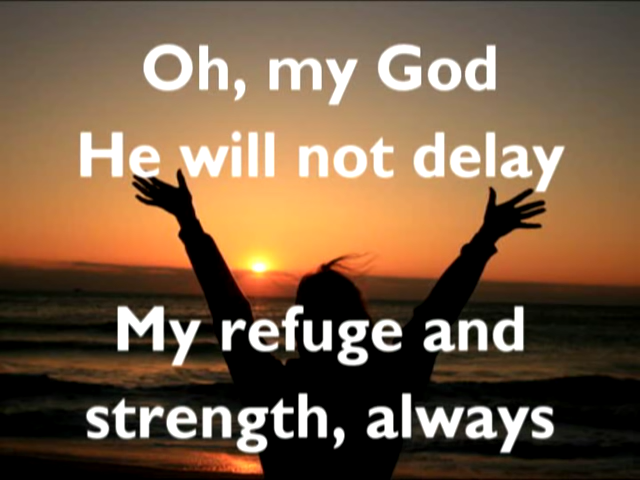 Oh, my God
He will not delay
My refuge and
strength, always